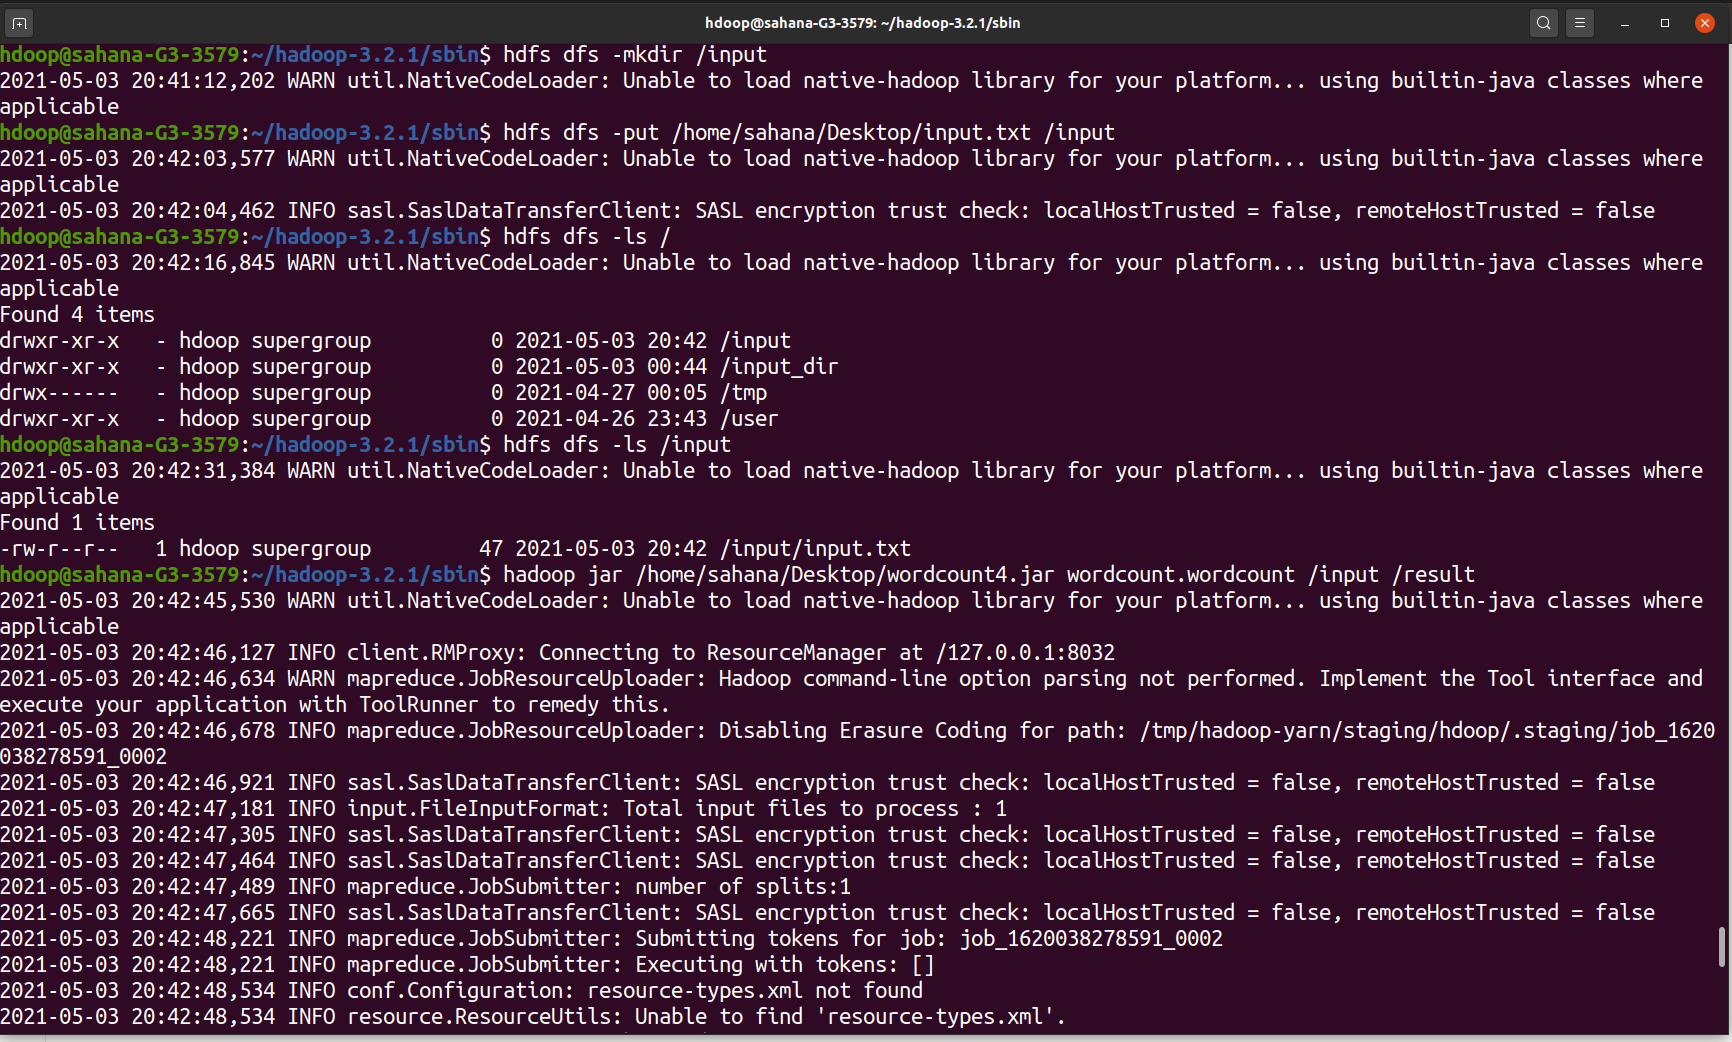 hdoop@sahana-G3-3579: ~/hadoop-3.2.1/sbin
hdoop@sahana-G3-3579:~/hadoop-3.2.1/sbin$ hdfs dfs -mkdir /input
2021-05-03 20:41:12,202 WARN util.NativeCodeLoader: Unable to load native-hadoop library for your platform... using builtin-java classes where
applicable
hdoop@sahana-G3-3579:~/hadoop-3.2.1/sbin$ hdfs dfs -put /home/sahana/Desktop/input.txt /input
2021-05-03 20:42:03,577 WARN util.NativeCodeLoader: Unable to load native-hadoop library for your platform... using builtin-java classes where
applicable
2021-05-03 20:42:04,462 INFO sasl.SaslDataTransferClient: SASL encryption trust check: localHostTrusted = false, remoteHostTrusted = false
hdoop@sahana-G3-3579:~/hadoop-3.2.1/sbin$ hdfs dfs -ls /
2021-05-03 20:42:16,845 WARN util.NativeCodeLoader: Unable to load native-hadoop library for your platform... using builtin-java classes where
applicable
Found 4 items
drwxr-xr-x   - hdoop supergroup          0 2021-05-03 20:42 /input
drwxr-xr-x   - hdoop supergroup          0 2021-05-03 00:44 /input_dir
drwx------   - hdoop supergroup          0 2021-04-27 00:05 /tmp
drwxr-xr-x   - hdoop supergroup          0 2021-04-26 23:43 /user
hdoop@sahana-G3-3579:~/hadoop-3.2.1/sbin$ hdfs dfs -ls /input
2021-05-03 20:42:31,384 WARN util.NativeCodeLoader: Unable to load native-hadoop library for your platform... using builtin-java classes where
applicable
Found 1 items
-rw-r--r--   1 hdoop supergroup         47 2021-05-03 20:42 /input/input.txt
hdoop@sahana-G3-3579:~/hadoop-3.2.1/sbin$ hadoop jar /home/sahana/Desktop/wordcount4.jar wordcount.wordcount /input /result
2021-05-03 20:42:45,530 WARN util.NativeCodeLoader: Unable to load native-hadoop library for your platform... using builtin-java classes where
applicable
2021-05-03 20:42:46,127 INFO client.RMProxy: Connecting to ResourceManager at /127.0.0.1:8032
2021-05-03 20:42:46,634 WARN mapreduce.JobResourceUploader: Hadoop command-line option parsing not performed. Implement the Tool interface and
execute your application with ToolRunner to remedy this.
2021-05-03 20:42:46,678 INFO mapreduce.JobResourceUploader: Disabling Erasure Coding for path: /tmp/hadoop-yarn/staging/hdoop/.staging/job_1620
038278591_0002
2021-05-03 20:42:46,921 INFO sasl.SaslDataTransferClient: SASL encryption trust check: localHostTrusted = false, remoteHostTrusted = false
2021-05-03 20:42:47,181 INFO input.FileInputFormat: Total input files to process : 1
2021-05-03 20:42:47,305 INFO sasl.SaslDataTransferClient: SASL encryption trust check: localHostTrusted = false, remoteHostTrusted = false
2021-05-03 20:42:47,464 INFO sasl.SaslDataTransferClient: SASL encryption trust check: localHostTrusted = false, remoteHostTrusted = false
2021-05-03 20:42:47,489 INFO mapreduce.JobSubmitter: number of splits:1
2021-05-03 20:42:47,665 INFO sasl.SaslDataTransferClient: SASL encryption trust check: localHostTrusted = false, remoteHostTrusted = false
2021-05-03 20:42:48,221 INFO mapreduce.JobSubmitter: Submitting tokens for job: job_1620038278591_0002
2021-05-03 20:42:48,221 INFO mapreduce.JobSubmitter: Executing with tokens: []
2021-05-03 20:42:48,534 INFO conf.Configuration: resource-types.xml not found
2021-05-03 20:42:48,534 INFO resource.ResourceUtils: Unable to find 'resource-types.xml'.